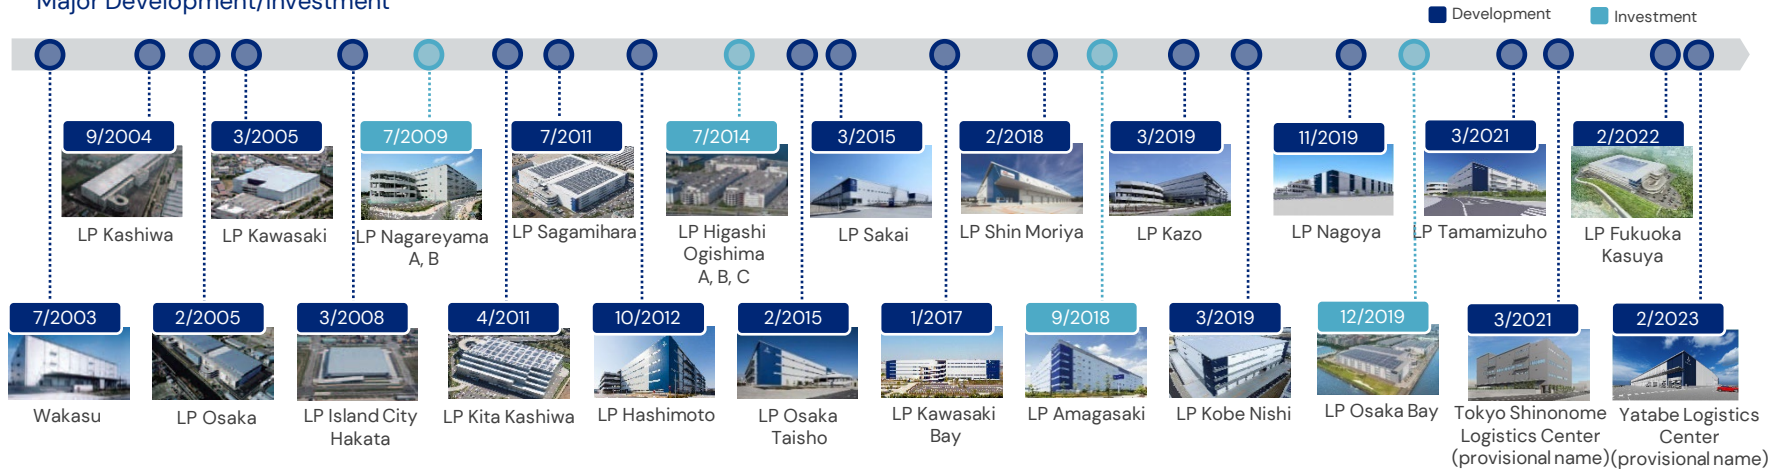 Major Development/Investment
Development
Investment
9/2004
3/2005
7/2009
7/2011
7/2014
3/2015
2/2018
3/2019
11/2019
3/2021
2/2022
LP Kashiwa
LP Kawasaki
LP Nagareyama
A, B
LP Sagamihara
LP Higashi
Ogishima
A, B, C
LP Sakai
LP Shin Moriya
LP Kazo
LP Nagoya
LP Tamamizuho
LP Fukuoka
Kasuya
7/2003
2/2005
3/2008
4/2011
10/2012
2/2015
1/2017
9/2018
3/2019
12/2019
3/2021
2/2023
Wakasu
LP Osaka
LP Island City
Hakata
LP Kita Kashiwa
LP Hashimoto
LP Osaka
Taisho
LP Kawasaki
Bay
LP Amagasaki
LP Kobe Nishi
LP Osaka Bay
Tokyo Shinonome
Logistics Center
(provisional name)
Yatabe Logistics
Center
(provisional name)